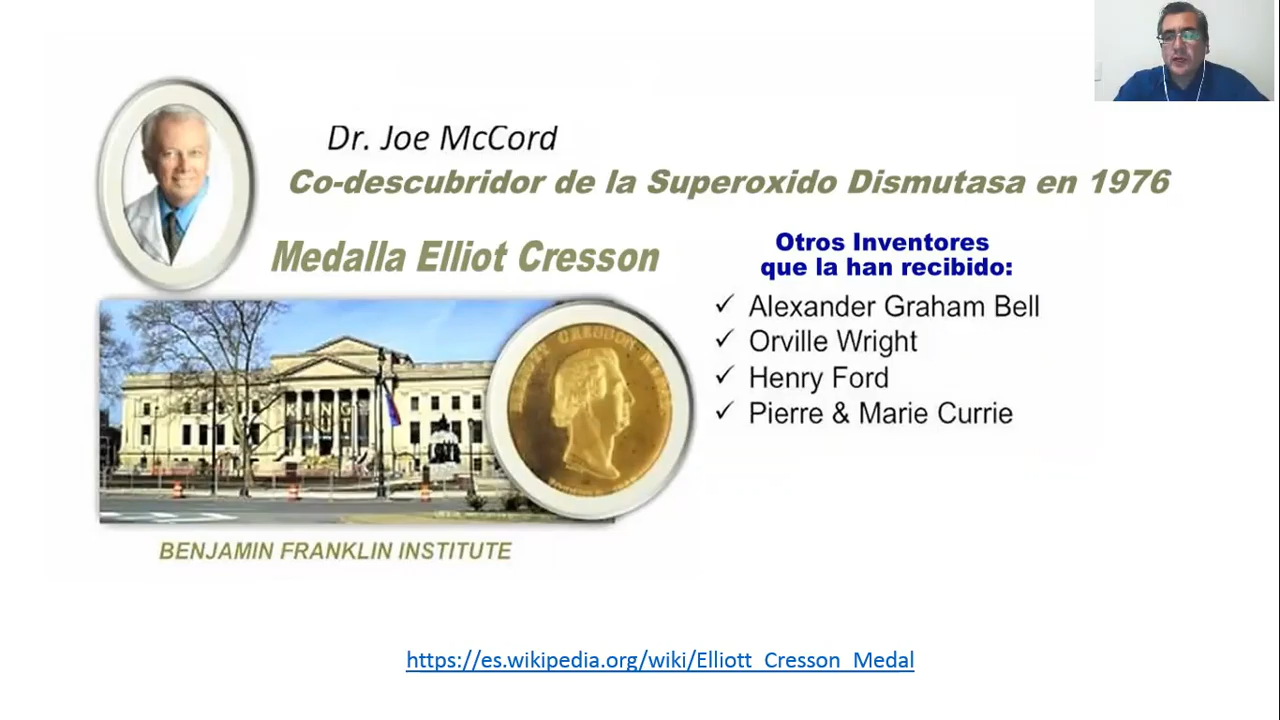 Dr. Joe McCord
Co-descubridor de la Superoxido Dismutasa en 1976
Medalla Elliot Cresson
Otros Inventores
que la han recibido:
✓ Alexander Graham Bell
✓ Orville Wright
✓ Henry Ford
✓ Pierre & Marie Currie
KING
BENJAMIN FRANKLIN INSTITUTE
https://es.wikipedia.org/wiki/Elliott_Cresson_Medal